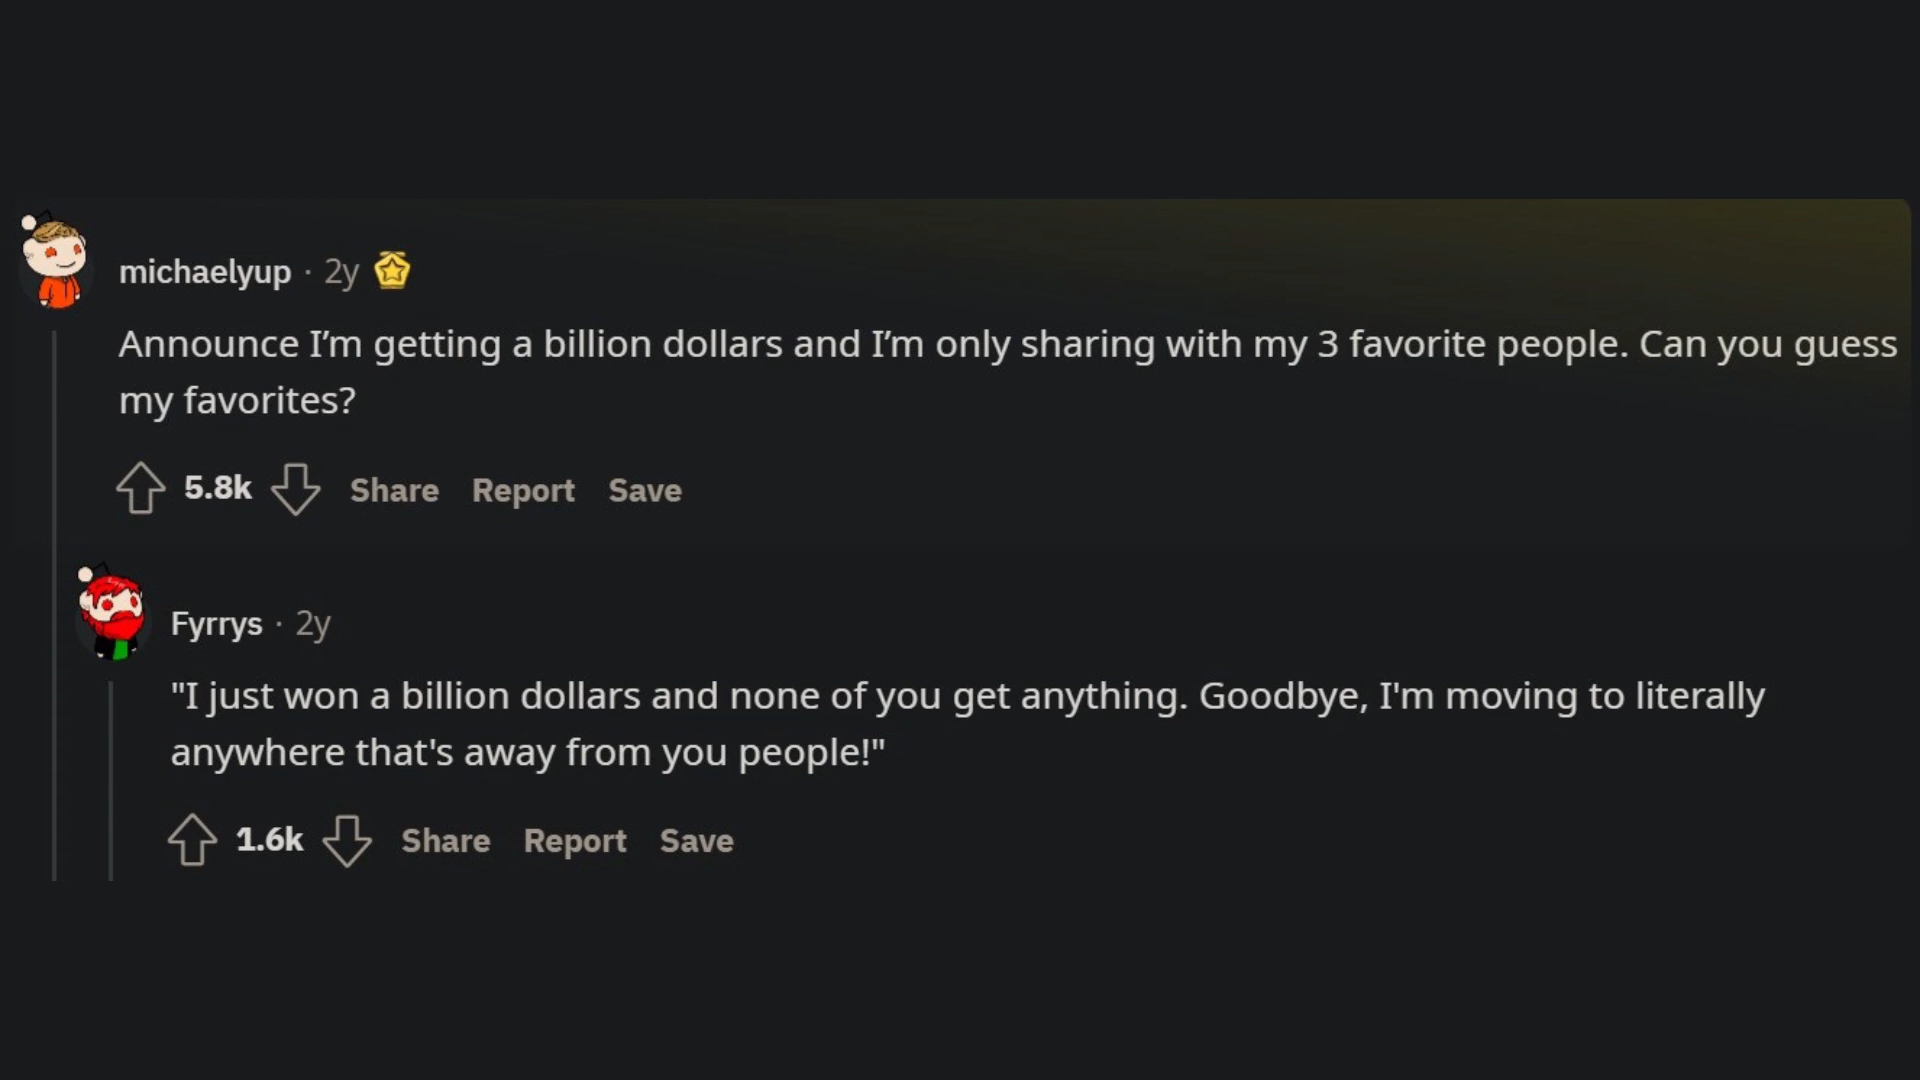 michaelyup · 2y
Announce I’m getting a billion dollars and I’m only sharing with my 3 favorite people. Can you guess
my favorites?
5.8k Share Report Save
Fyrrys · 2y
"I just won a billion dollars and none of you get anything. Goodbye, I'm moving to literally
anywhere that's away from you people!"
1.6k Share Report Save